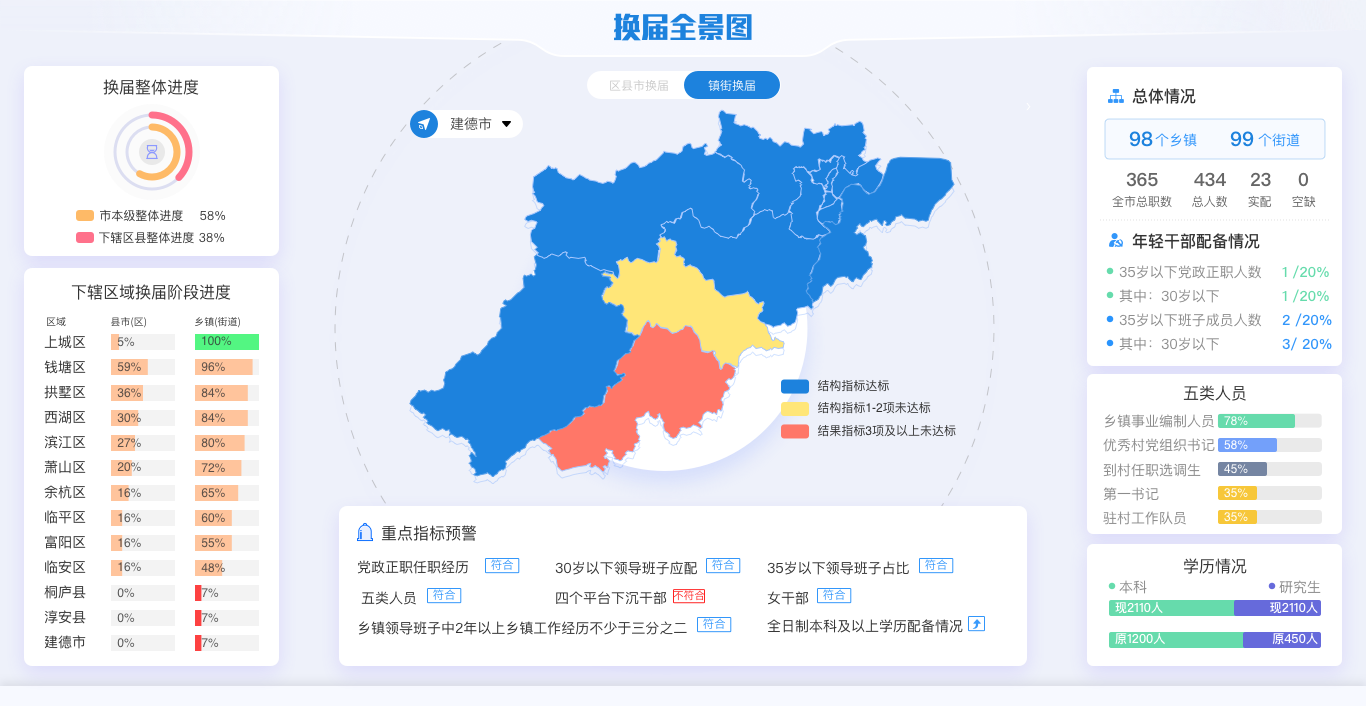 换届全景图
区县市换届 镇街换届
建德市
换届整体进度
市本级整体进度 58%
下辖区县整体进度 38%
下辖区域换届阶段进度
区域 县市(区) 乡镇(街道)
上城区 5% 100%
钱塘区 59% 96%
拱墅区 36% 84%
西湖区 30% 84%
滨江区 27% 80%
萧山区 20% 72%
余杭区 16% 65%
临平区 16% 60%
富阳区 16% 55%
临安区 16% 48%
桐庐县 0% 7%
淳安县 0% 7%
建德市 0% 7%
结构指标达标
结构指标1-2项未达标
结果指标3项及以上未达标
重点指标预警
党政正职任职经历 符合 30岁以下领导班子应配 符合 35岁以下领导班子占比 符合
五类人员 符合 四个平台下沉干部 不符合 女干部 符合
乡镇领导班子中2年以上乡镇工作经历不少于三分之二 符合 全日制本科及以上学历配备情况
总体情况
98个乡镇 99个街道
365 434 23 0
全市总职数 总人数 实配 空缺
年轻干部配备情况
35岁以下党政正职人数 1 /20%
其中：30岁以下 1 /20%
35岁以下班子成员人数 2 /20%
其中：30岁以下 3/ 20%
五类人员
乡镇事业编制人员 78%
优秀村党组织书记 58%
到村任职选调生 45%
第一书记 35%
驻村工作队员 35%
学历情况
本科 研究生
现2110人 现2110人
原1200人 原450人